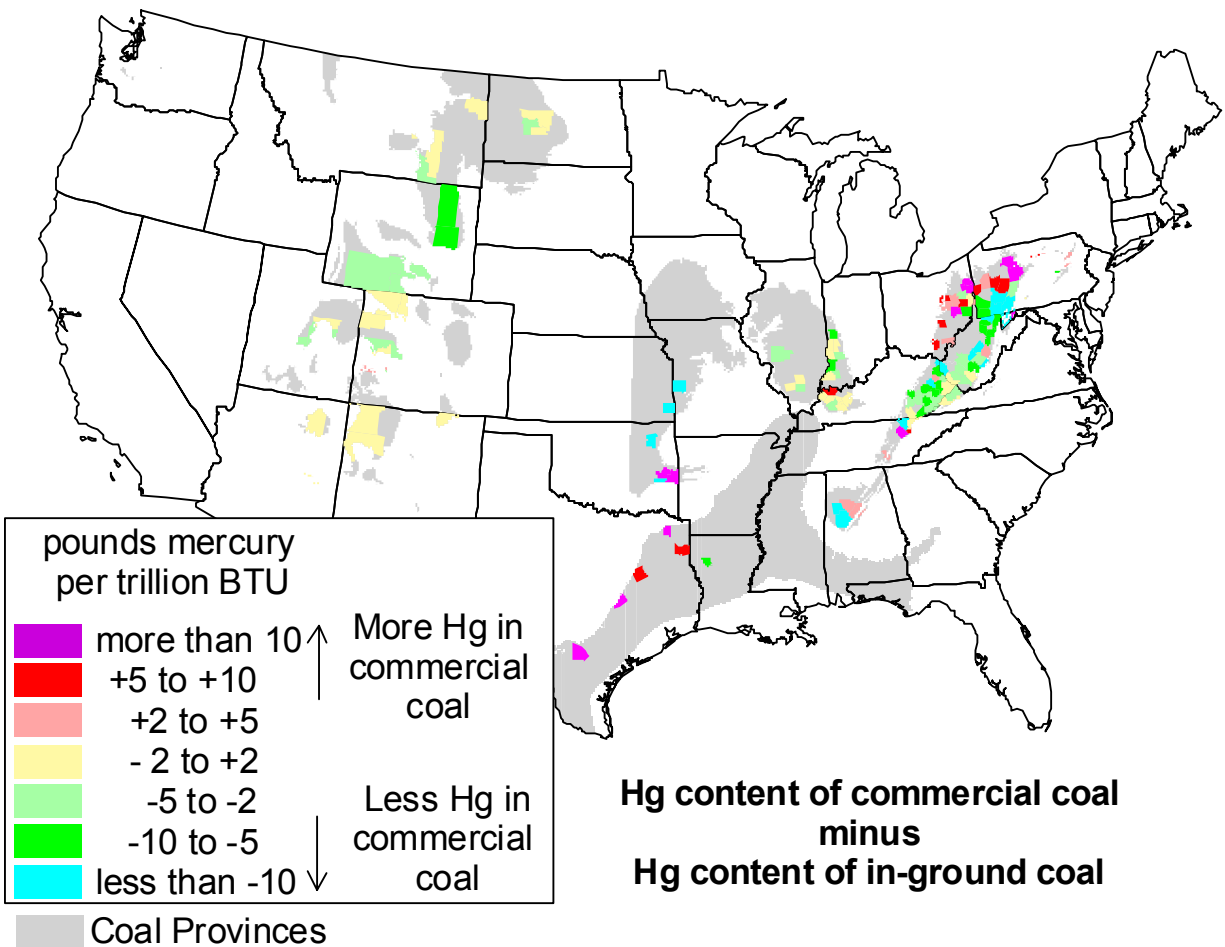 pounds mercury
per trillion BTU
more than 10
+5 to +10
+2 to +5
- 2 to +2
-5 to -2
-10 to -5
less than -10
Coal Provinces
More Hg in
commercial
coal
Less Hg in
commercial
coal
Hg content of commercial coal
minus
Hg content of in-ground coal